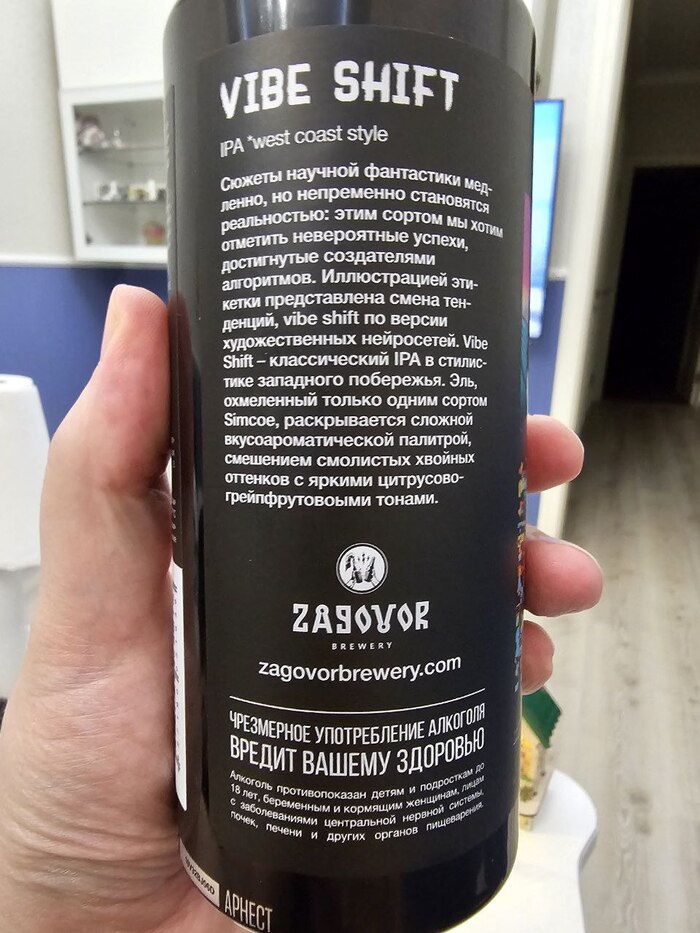 VIBE SHIFT
IPA *west coast style
Сюжеты научной фантастики мед-
ленно, но непременно становятся
реальностью: этим сортом мы хотим
отметить невероятные успехи,
достигнутые создателями
алгоритмов. Иллюстрацией эти-
кетки представлена смена тен-
денций, vibe shift по версии
художественных нейросетей. Vibe
Shift – классический IPA в стилис-
тике западного побережья. Эль,
охмеленный только одним сортом
Simcoe, раскрывается сложной
вкусоароматической палитрой,
смешением смолистых хвойных
оттенков с яркими цитрусово-
грейпфрутовоыми тонами.
ZAGOVOR
BREWERY
zagovorbrewery.com
ЧРЕЗМЕРНОЕ УПОТРЕБЛЕНИЕ АЛКОГОЛЯ
ВРЕДИТ ВАШЕМУ ЗДОРОВЬЮ
Алкоголь противопоказан детям и подросткам до
18 лет, беременным и кормящим женщинам, лицам
с заболеваниями центральной нервной системы,
почек, печени и других органов пищеварения.
АРНЕСТ